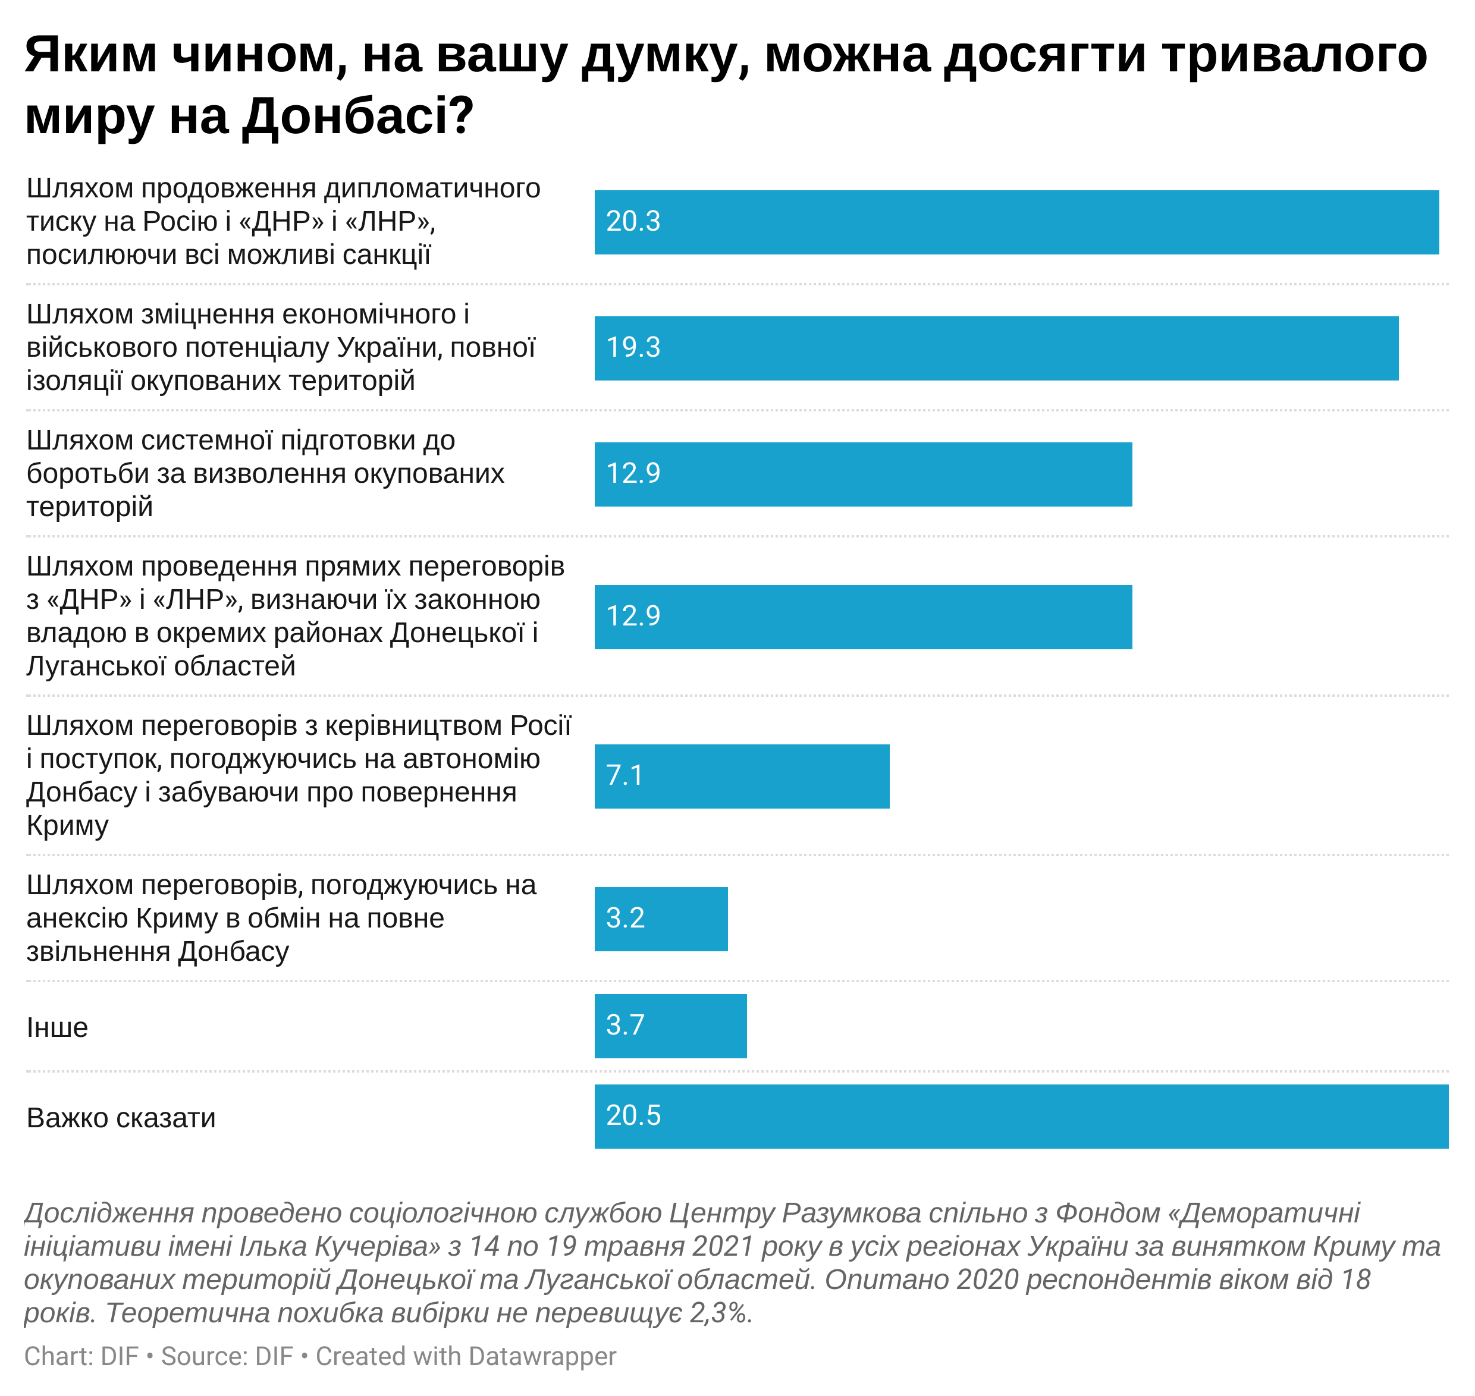 Яким чином, на вашу думку, можна досягти тривалого
миру на Донбасі?
Шляхом продовження дипломатичного
тиску на Росію і «ДНР» і «ЛНР»,
посилюючи всі можливі санкції
20.3
Шляхом зміцнення економічного і
військового потенціалу України, повної
ізоляції окупованих територій
19.3
Шляхом системної підготовки до
боротьби за визволення окупованих
територій
12.9
Шляхом проведення прямих переговорів
з «ДНР» і «ЛНР», визнаючи їх законною
владою в окремих районах Донецької і
Луганської областей
12.9
Шляхом переговорів з керівництвом Росії
і поступок, погоджуючись на автономію
Донбасу і забуваючи про повернення
Криму
7.1
Шляхом переговорів, погоджуючись на
анексію Криму в обмін на повне
звільнення Донбасу
3.2
Інше
3.7
Важко сказати
20.5
Дослідження проведено соціологічною службою Центру Разумкова спільно з Фондом «Деморатичні
ініціативи імені Ілька Кучеріва» з 14 по 19 травня 2021 року в усіх регіонах України за винятком Криму та
окупованих територій Донецької та Луганської областей. Опитано 2020 респондентів віком від 18
років. Теоретична похибка вибірки не перевищує 2,3%.
Chart: DIF • Source: DIF • Created with Datawrapper